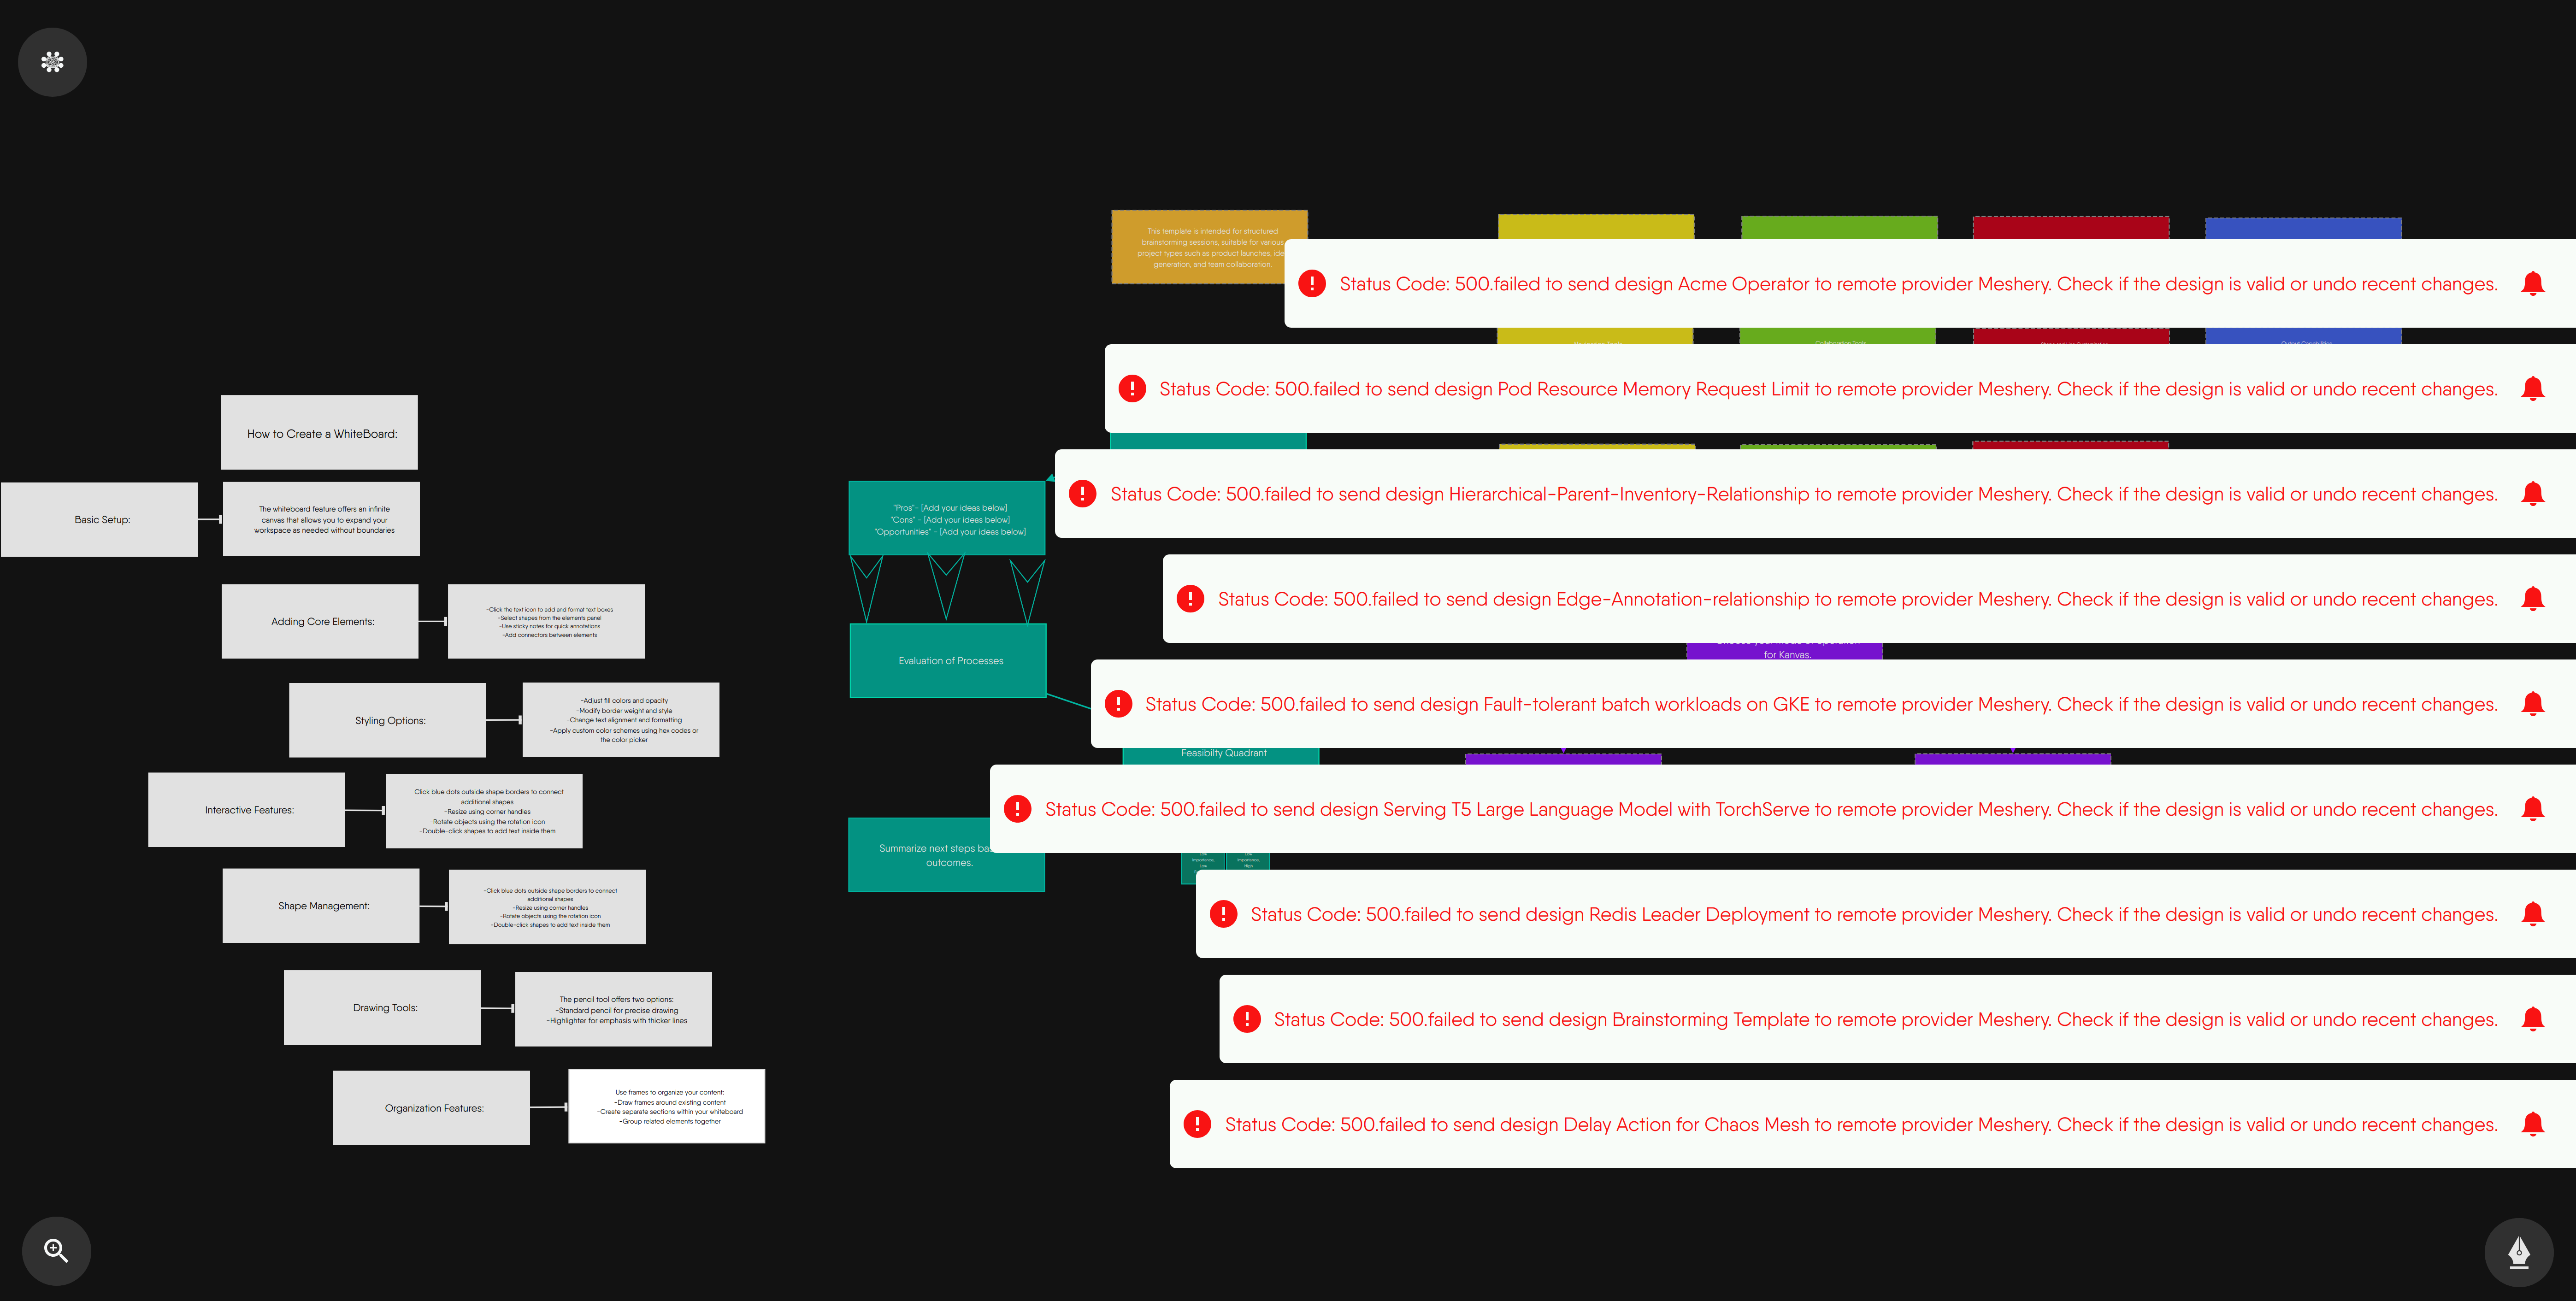 How to Create a WhiteBoard:
Basic Setup:
The whiteboard feature offers an infinite
canvas that allows you to expand your
workspace as needed without boundaries
Adding Core Elements:
-Click the text icon to add and format text boxes
-Select shapes from the elements panel
-Use sticky notes for quick annotations
-Add connectors between elements
Styling Options:
-Adjust fill colors and opacity
-Modify border weight and style
-Change text alignment and formatting
-Apply custom color schemes using hex codes or
the color picker
Interactive Features:
-Click blue dots outside shape borders to connect
additional shapes
-Resize using corner handles
-Rotate objects using the rotation icon
-Double-click shapes to add text inside them
Shape Management:
-Click blue dots outside shape borders to connect
additional shapes
-Resize using corner handles
-Rotate objects using the rotation icon
-Double-click shapes to add text inside them
Drawing Tools:
The pencil tool offers two options:
-Standard pencil for precise drawing
-Highlighter for emphasis with thicker lines
Organization Features:
Use frames to organize your content:
-Draw frames around existing content
-Create separate sections within your whiteboard
-Group related elements together
This template is intended for structured
brainstorming sessions, suitable for various
project types such as product launches,
generation, and team collaboration.
"Pros"- [Add your ideas below]
"Cons" - [Add your ideas below]
"Opportunities" - [Add your ideas below]
Evaluation of Processes
Feasibilty Quadrant
Summarize next steps
outcomes.
Low
Importance,
Low
Low
Importance,
High
for Kanvas.
Status Code: 500.failed to send design Acme Operator to remote provider Meshery. Check if the design is valid or undo recent changes.
Status Code: 500.failed to send design Pod Resource Memory Request Limit to remote provider Meshery. Check if the design is valid or undo recent changes.
Status Code: 500.failed to send design Hierarchical-Parent-Inventory-Relationship to remote provider Meshery. Check if the design is valid or undo recent changes.
Status Code: 500.failed to send design Edge-Annotation-relationship to remote provider Meshery. Check if the design is valid or undo recent changes.
Status Code: 500.failed to send design Fault-tolerant batch workloads on GKE to remote provider Meshery. Check if the design is valid or undo recent changes.
Status Code: 500.failed to send design Serving T5 Large Language Model with TorchServe to remote provider Meshery. Check if the design is valid or undo recent changes.
Status Code: 500.failed to send design Redis Leader Deployment to remote provider Meshery. Check if the design is valid or undo recent changes.
Status Code: 500.failed to send design Brainstorming Template to remote provider Meshery. Check if the design is valid or undo recent changes.
Status Code: 500.failed to send design Delay Action for Chaos Mesh to remote provider Meshery. Check if the design is valid or undo recent changes.